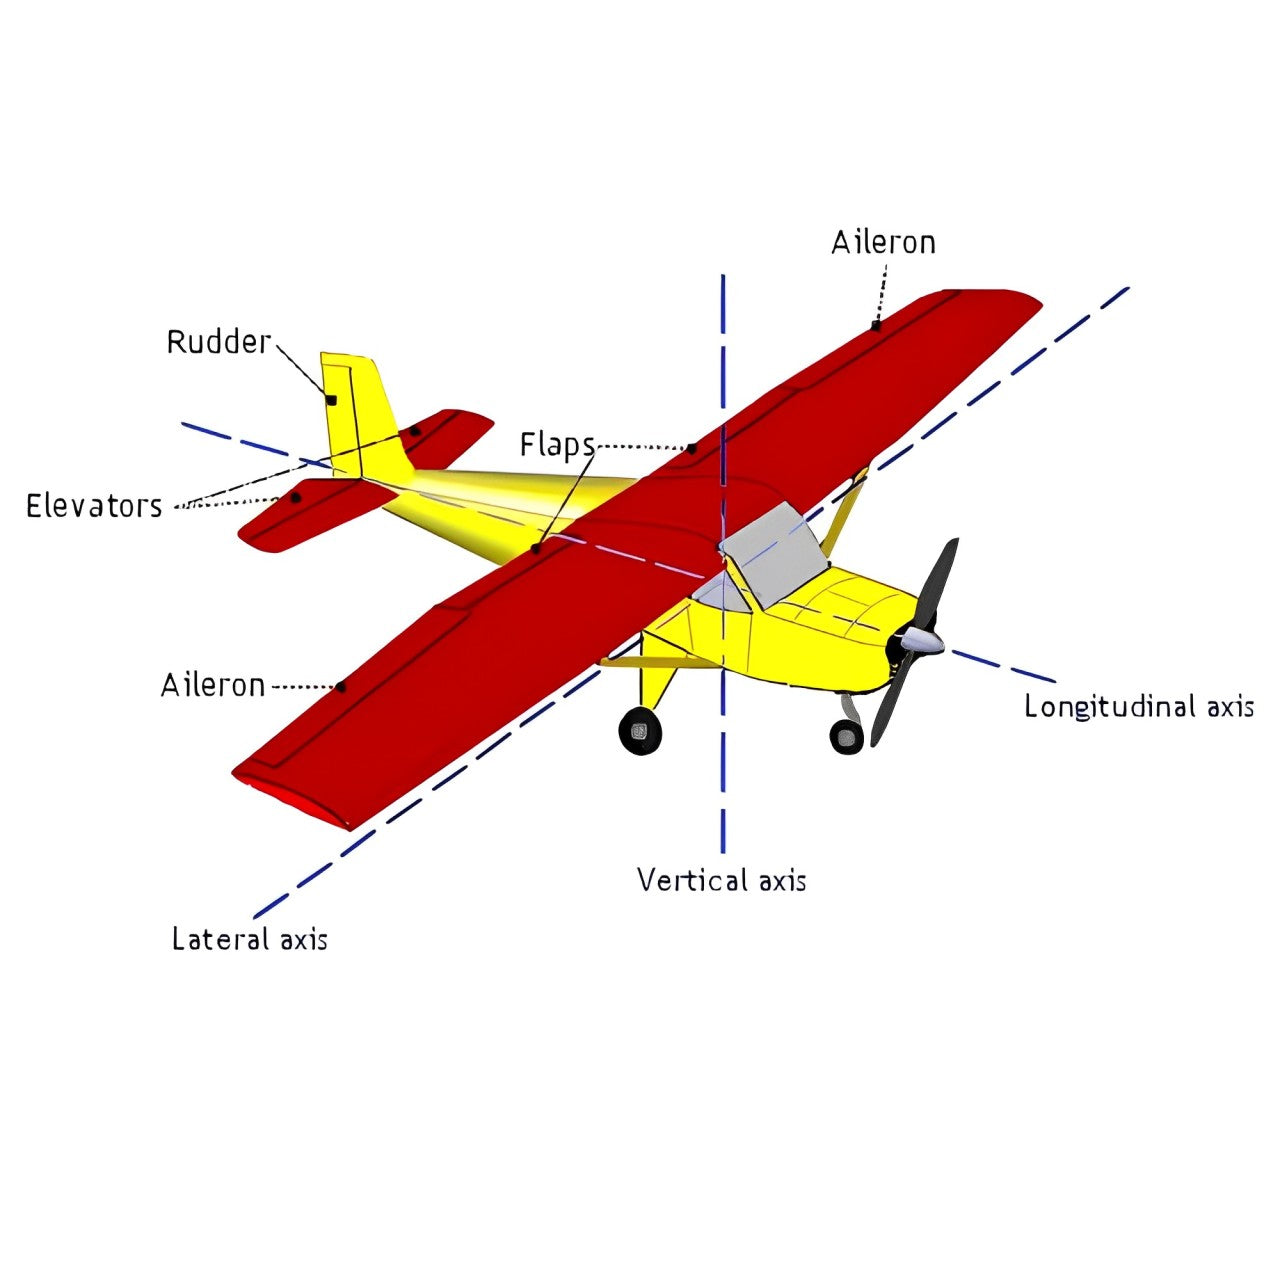 Aileron
Rudder
Flaps
Elevators
Aileron
Longitudinal axis
Vertical axis
Lateral axis